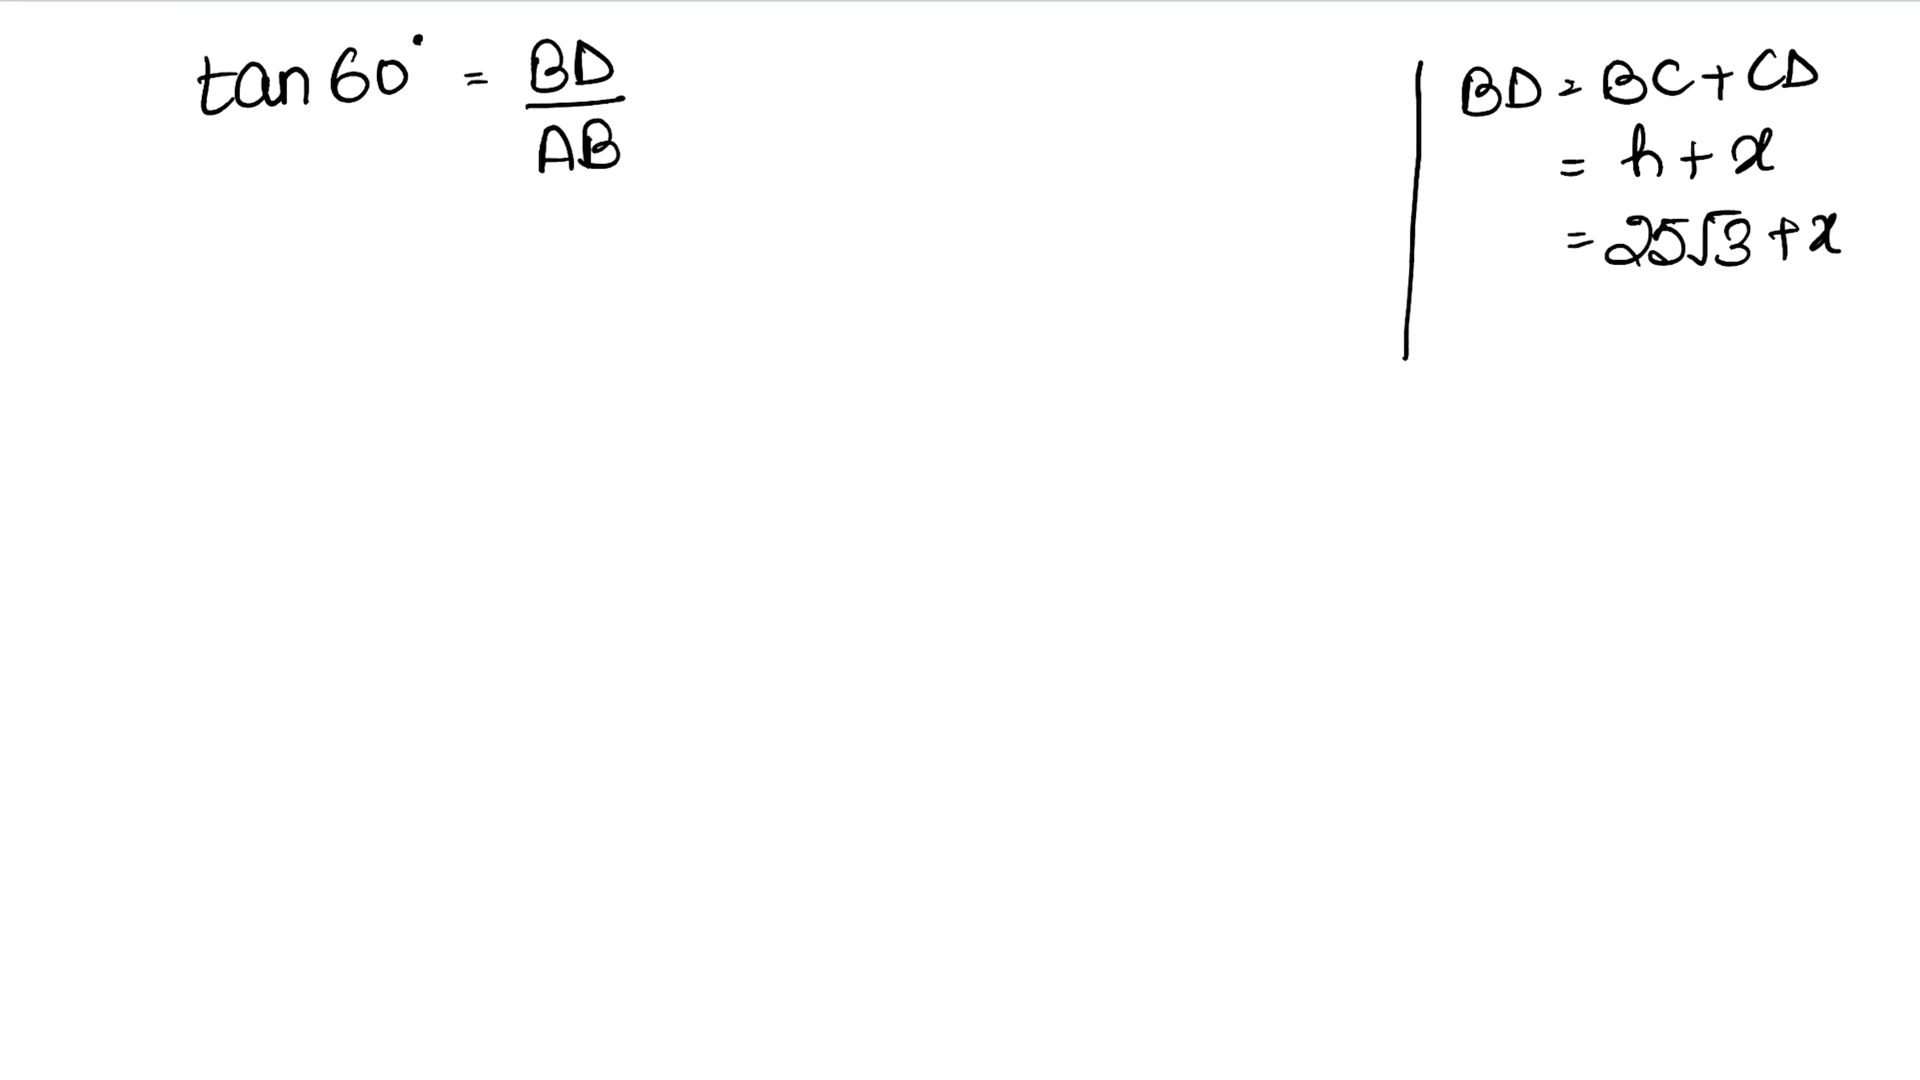 tan 60° = BD
AB
BD = BC + CD
= h + x
= 25√3 + x